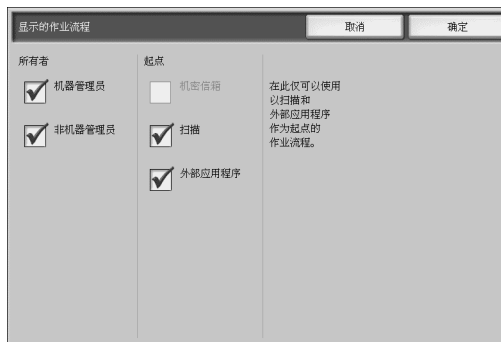 显示的作业流程
取消
确定
所有者
机器管理员
非机器管理员
起点
机密信箱
扫描
外部应用程序
在此仅可以使用
以扫描和
外部应用程序
作为起点的
作业流程。